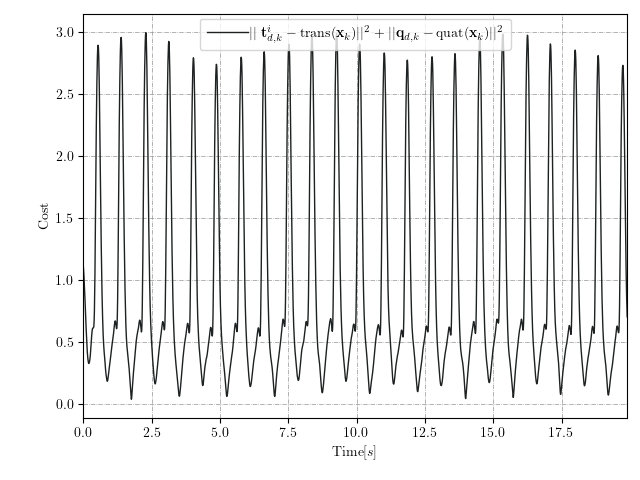 || t^i_{d,k} − trans(x_k)||² + ||q_{d,k} − quat(x_k)||²
3.0
2.5
2.0
1.5
1.0
0.5
0.0
Cost
0.0 2.5 5.0 7.5 10.0 12.5 15.0 17.5
Time[s]